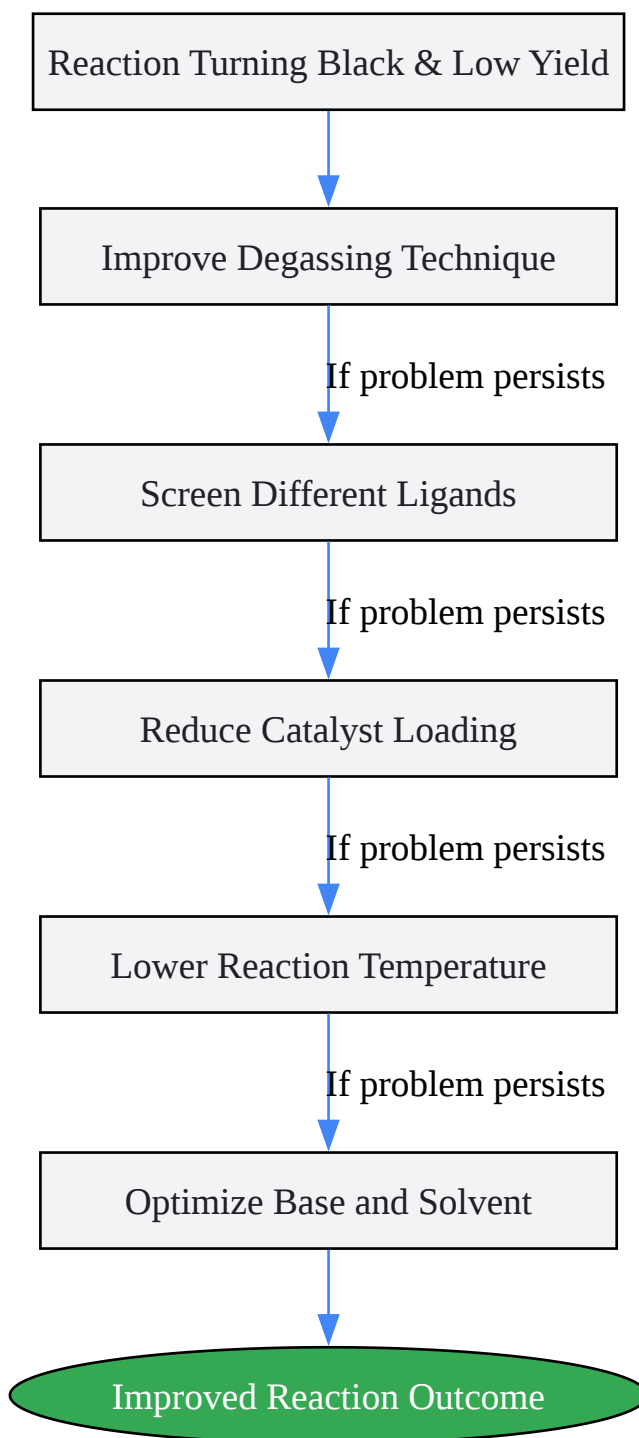 Reaction Turning Black & Low Yield
Improve Degassing Technique
If problem persists
Screen Different Ligands
If problem persists
Reduce Catalyst Loading
If problem persists
Lower Reaction Temperature
If problem persists
Optimize Base and Solvent
Improved Reaction Outcome